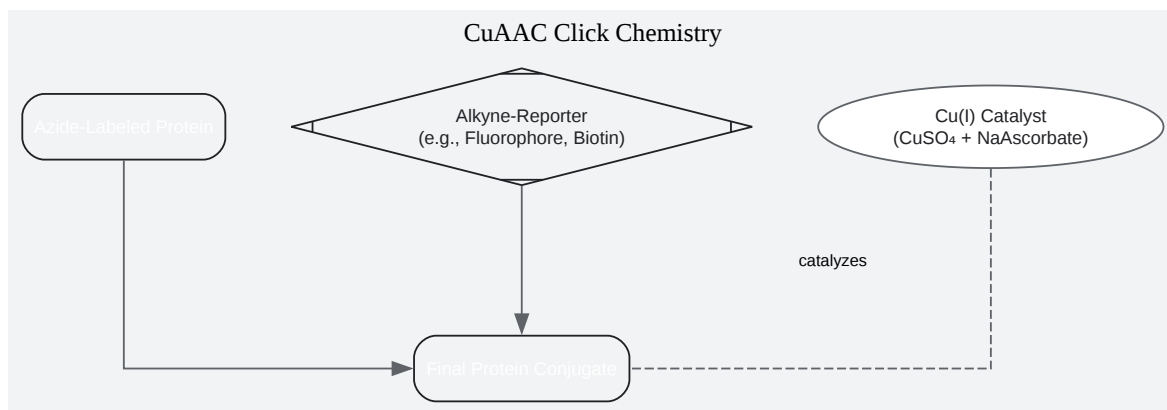 CuAAC Click Chemistry
Azide-Labeled Protein
Alkyne-Reporter
(e.g., Fluorophore, Biotin)
Cu(I) Catalyst
(CuSO₄ + NaAscorbate)
catalyzes
Final Protein Conjugate